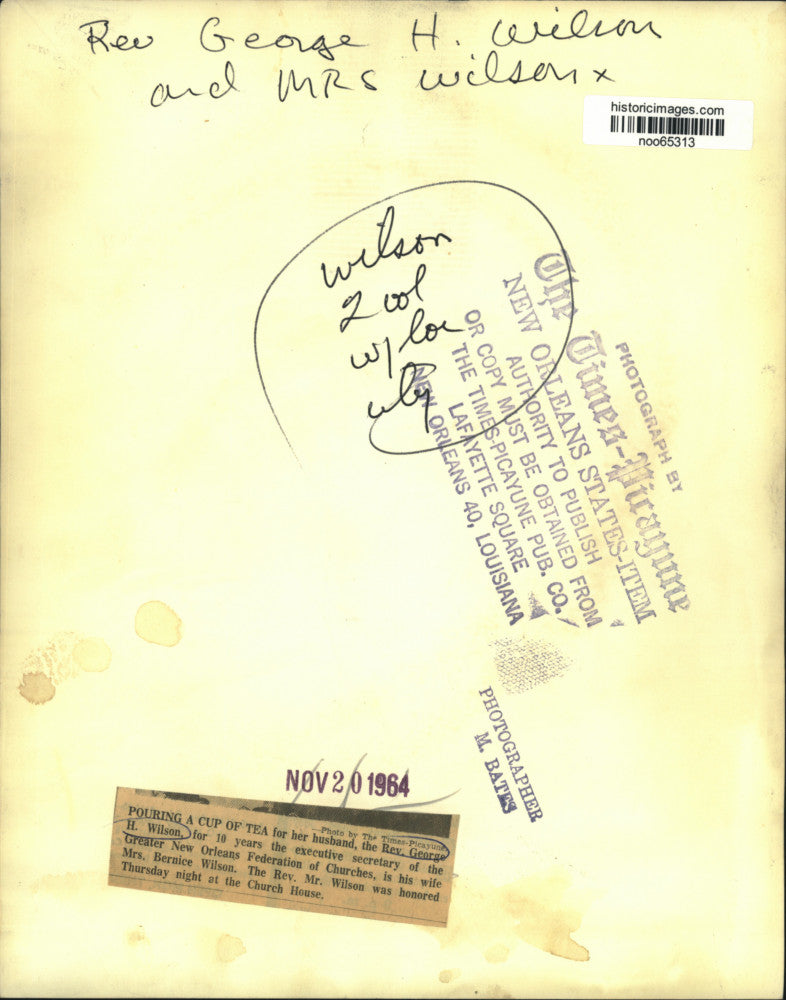 Rev George H. Wilson
and MRS Wilson x
historicimages.com
noo65313
Wilson
2 col
w/
PHOTOGRAPH BY
The Times-Picayune
NEW ORLEANS STATES-ITEM
AUTHORITY TO PUBLISH
OR COPY MUST BE OBTAINED FROM
THE TIMES-PICAYUNE PUB. CO.
LAFAYETTE SQUARE
NEW ORLEANS 40, LOUISIANA
PHOTOGRAPHER
M. BATES
NOV 20 1964
—Photo by The Times-Picayune.
POURING A CUP OF TEA for her husband, the Rev. George
H. Wilson, for 10 years the executive secretary of the
Greater New Orleans Federation of Churches, is his wife
Mrs. Bernice Wilson. The Rev. Mr. Wilson was honored
Thursday night at the Church House.